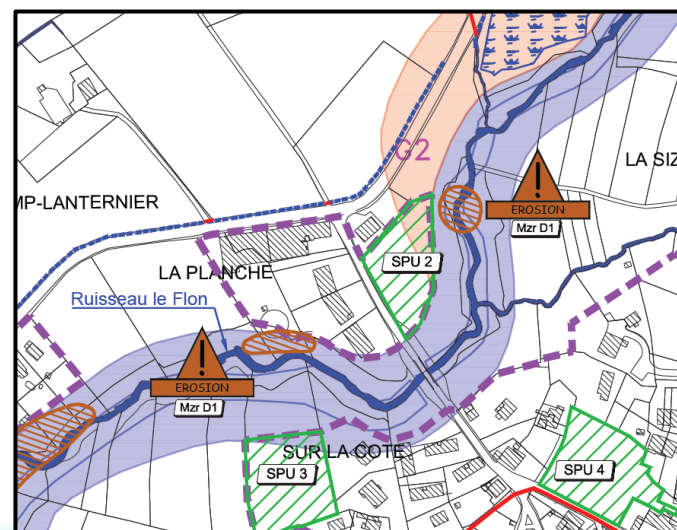 G2
LA SIZ
EROSION
Mzr D1
MP-LANTERNIER
SPU 2
LA PLANCHE
Ruisseau le Flon
EROSION
Mzr D1
SUR LA COTE
SPU 3
SPU 4